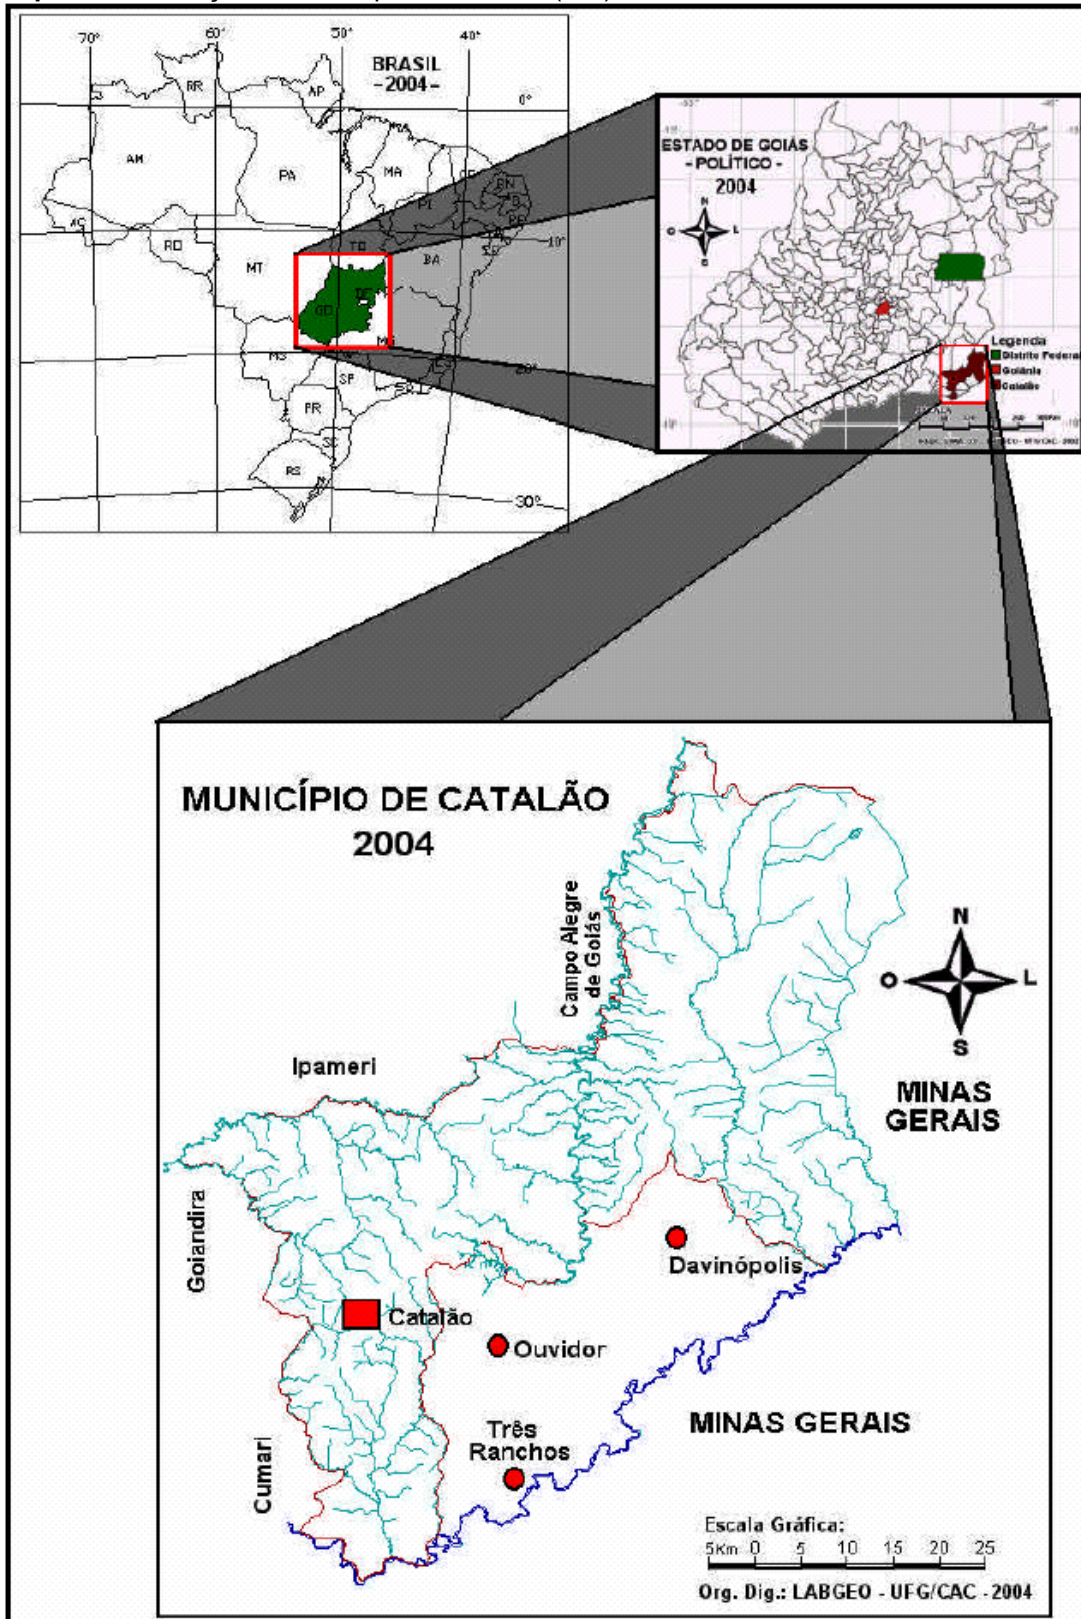 70°
60°
50°
40°
BRASIL
-2004-
0°
RR
AP
AM
PA
MA
MA
CE
RN
PI
AC
RO
TO
10°
MT
BA
SE
DF
GO
MG
MS
20°
SP
PR
SC
RS
30°
ESTADO DE GOIÁS
- POLÍTICO -
2004
N
O
L
S
Legenda
Distrito Federal
Goiânia
Catalão
MUNICÍPIO DE CATALÃO
2004
Campo Alegre
de Goiás
N
O
L
S
Ipameri
MINAS
GERAIS
Goiandira
Davinópolis
Catalão
Ouvidor
MINAS GERAIS
Três
Ranchos
Cumari
Escala Gráfica:
5Km 0 5 10 15 20 25
Org. Dig.: LABGEO - UFG/CAC - 2004